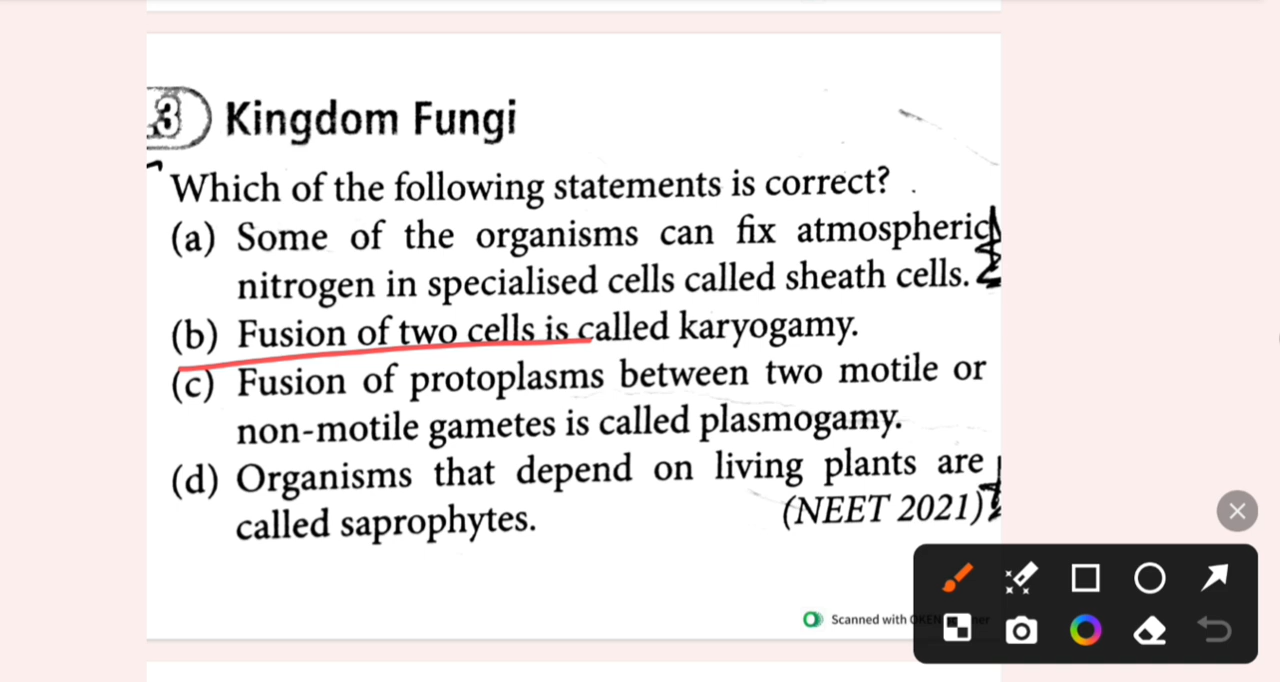 3 Kingdom Fungi
Which of the following statements is correct?
(a) Some of the organisms can fix atmospheric
nitrogen in specialised cells called sheath cells.
(b) Fusion of two cells is called karyogamy.
(c) Fusion of protoplasms between two motile or
non-motile gametes is called plasmogamy.
(d) Organisms that depend on living plants are
called saprophytes. (NEET 2021)
Scanned with